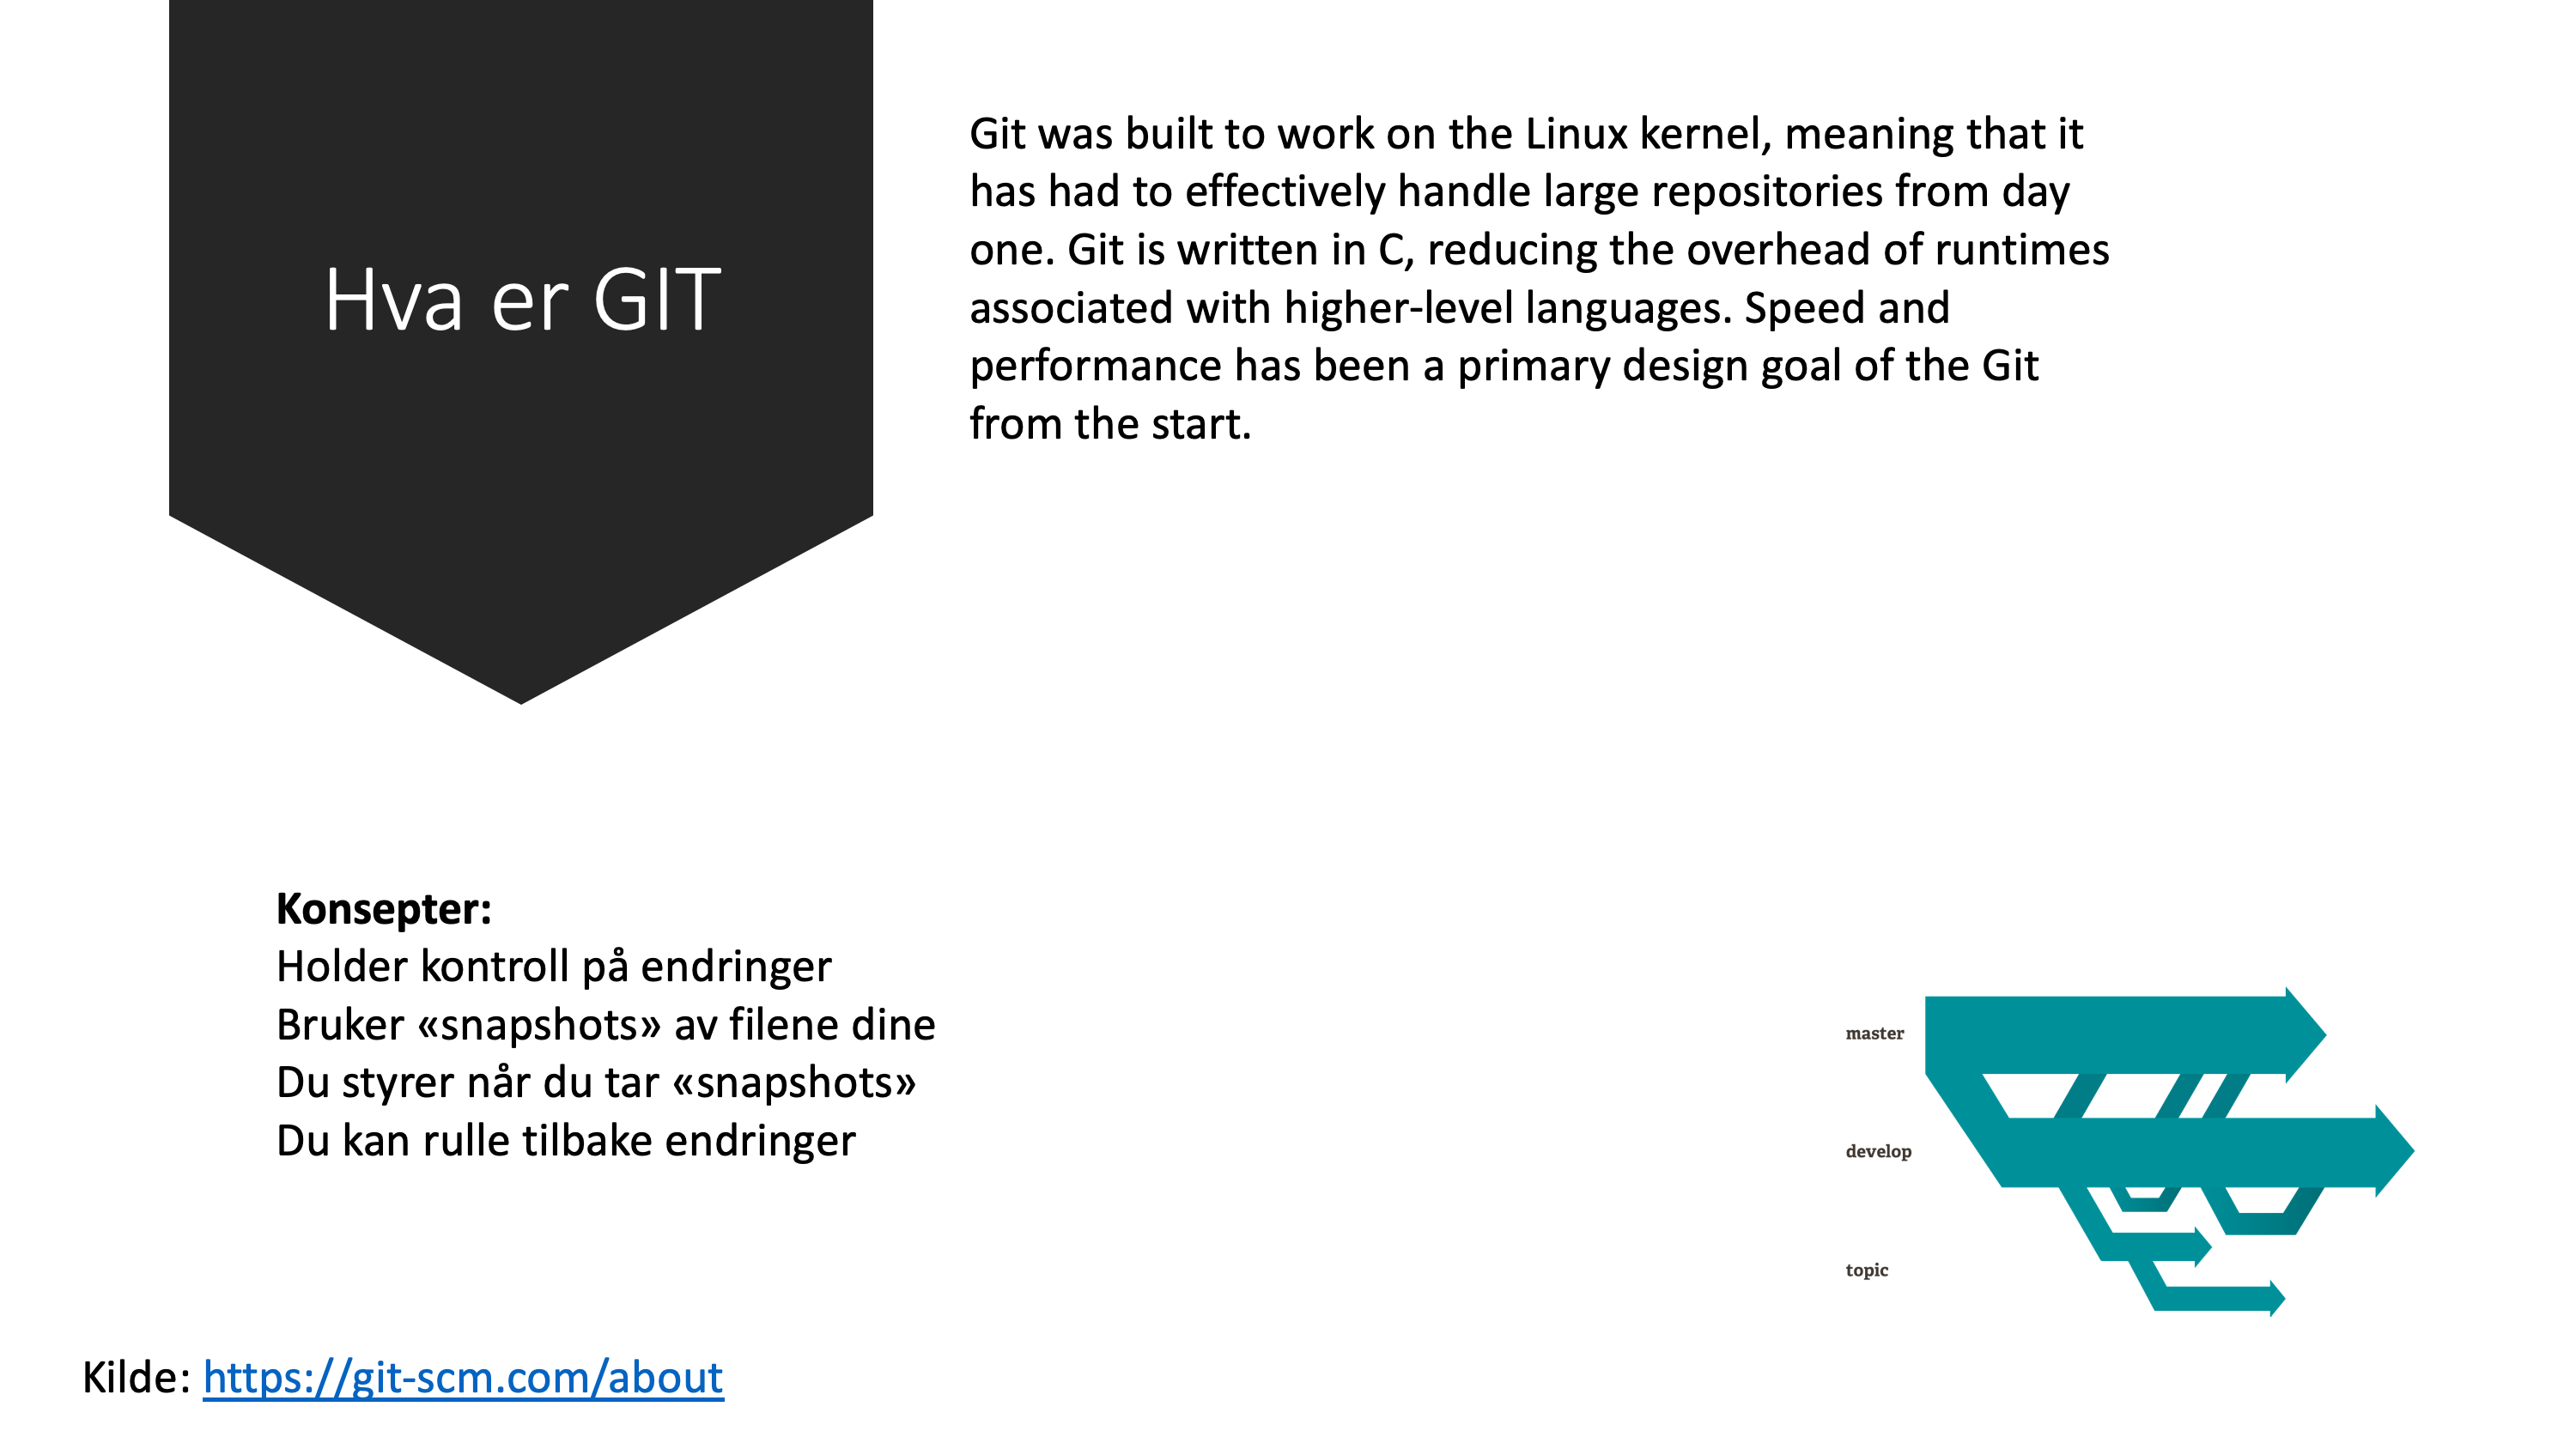 Hva er GIT
Git was built to work on the Linux kernel, meaning that it
has had to effectively handle large repositories from day
one. Git is written in C, reducing the overhead of runtimes
associated with higher-level languages. Speed and
performance has been a primary design goal of the Git
from the start.
Konsepter:
Holder kontroll på endringer
Bruker «snapshots» av filene dine
Du styrer når du tar «snapshots»
Du kan rulle tilbake endringer
master
develop
topic
Kilde: https://git-scm.com/about